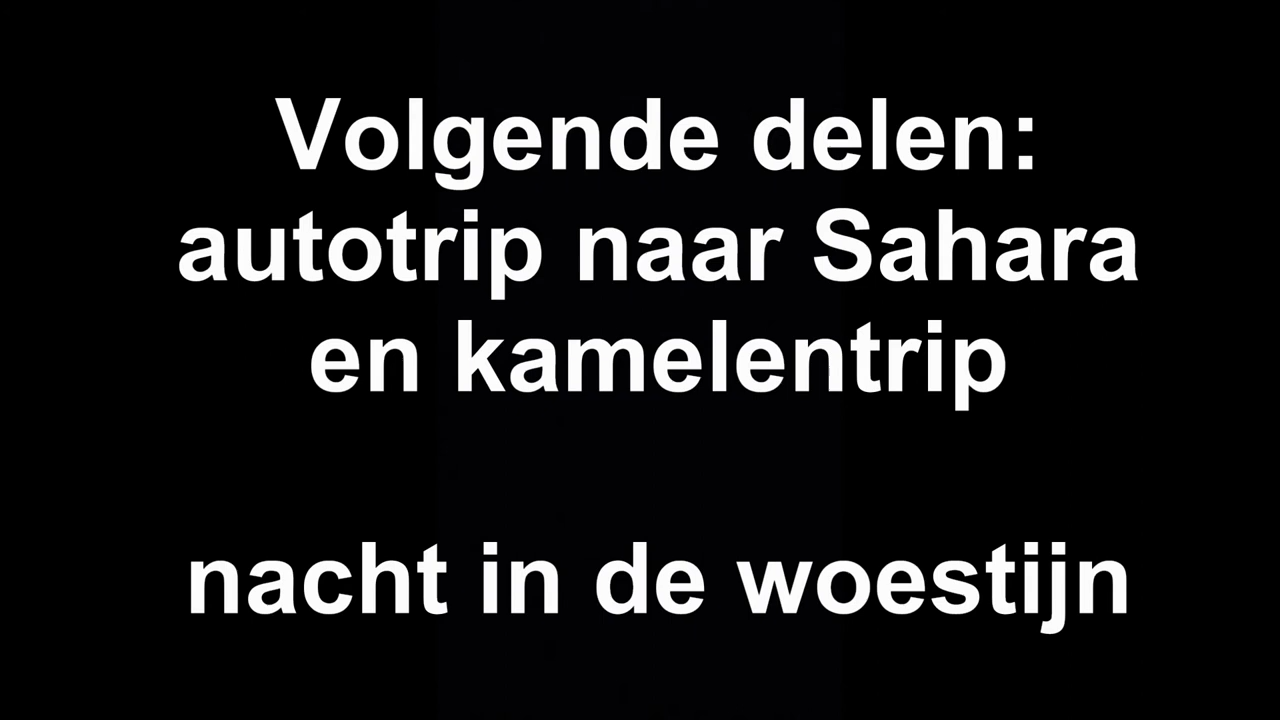 Volgende delen:
autotrip naar Sahara
en kamelentrip
nacht in de woestijn